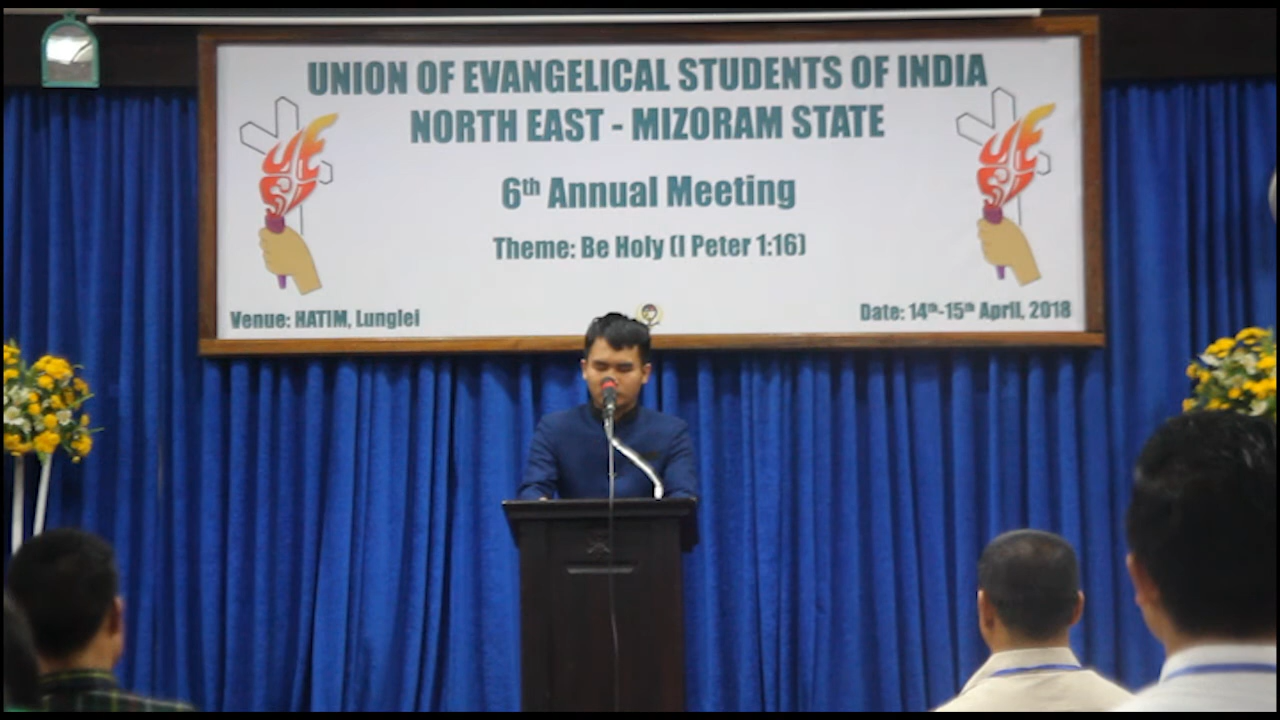 UNION OF EVANGELICAL STUDENTS OF INDIA
NORTH EAST - MIZORAM STATE
6th Annual Meeting
Theme: Be Holy (I Peter 1:16)
Venue: HATIM, Lunglei
Date: 14th-15th April, 2018